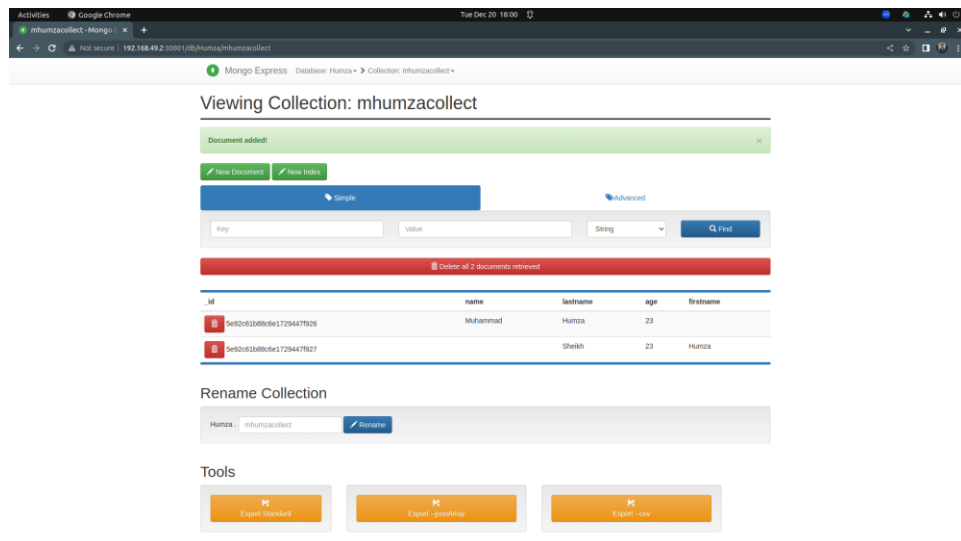 Activities Google Chrome Tue Dec 20 18:00
mhumzacollect - Mongo
Not secure | 192.168.49.2:30001/db/Humza/mhumzacollect
Mongo Express Database: Humza Collection: mhumzacollect
Viewing Collection: mhumzacollect
Document added! ×
New Document New Index
Simple Advanced
Key Value String Find
Delete all 2 documents retrieved
_id name lastname age firstname
5e92c61b88c6e1729447f926 Muhammad Humza 23
5e92c61b88c6e1729447f927 Sheikh 23 Humza
Rename Collection
Humza . mhumzacollect Rename
Tools
Export Standard Export --jsonArray Export --csv